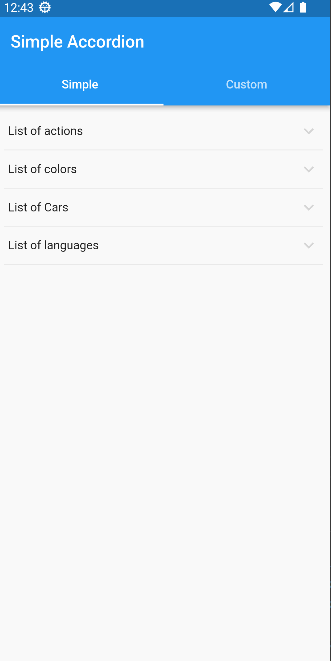 12:43
Simple Accordion
Simple Custom
List of actions
List of colors
List of Cars
List of languages